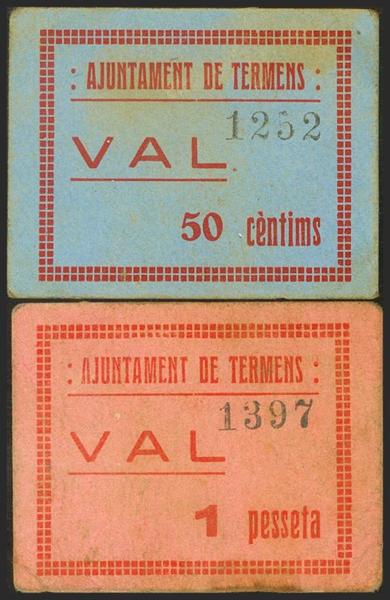 : AJUNTAMENT DE TERMENS :
1252
VAL
50 cèntims
: AJUNTAMENT DE TERMENS :
1397
VAL
1 pesseta